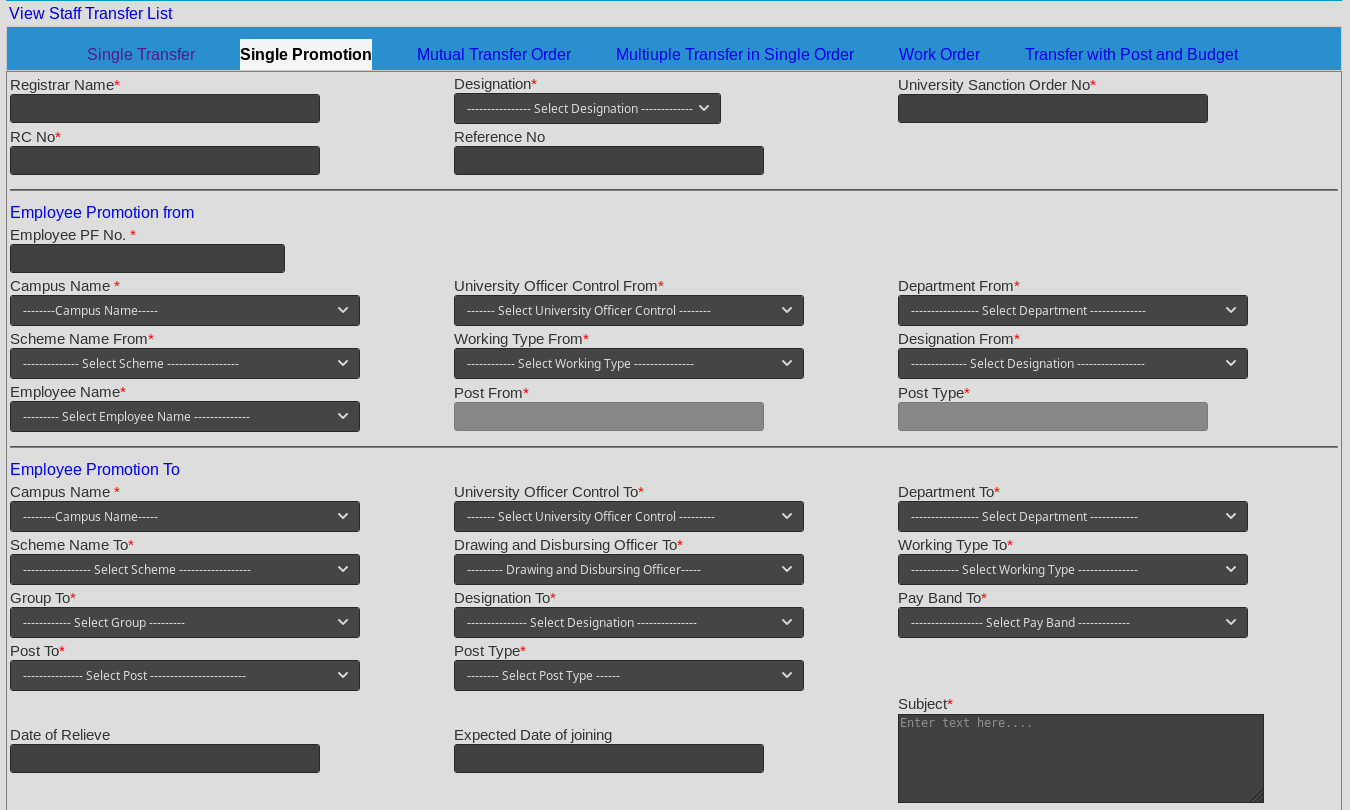 View Staff Transfer List
Single Transfer Single Promotion Mutual Transfer Order Multiuple Transfer in Single Order Work Order Transfer with Post and Budget
Registrar Name* Designation* University Sanction Order No*
---------------- Select Designation -------------
RC No* Reference No
Employee Promotion from
Employee PF No. *
Campus Name * University Officer Control From* Department From*
--------Campus Name----- ------- Select University Officer Control -------- ----------------- Select Department --------------
Scheme Name From* Working Type From* Designation From*
-------------- Select Scheme ------------------ ------------ Select Working Type --------------- -------------- Select Designation -----------------
Employee Name* Post From* Post Type*
--------- Select Employee Name --------------
Employee Promotion To
Campus Name * University Officer Control To* Department To*
--------Campus Name----- ------- Select University Officer Control --------- ----------------- Select Department ------------
Scheme Name To* Drawing and Disbursing Officer To* Working Type To*
----------------- Select Scheme ------------------ --------- Drawing and Disbursing Officer----- ------------ Select Working Type ---------------
Group To* Designation To* Pay Band To*
------------ Select Group --------- --------------- Select Designation --------------- ------------------ Select Pay Band -------------
Post To* Post Type*
--------------- Select Post ------------------------ -------- Select Post Type ------
Subject*
Enter text here....
Date of Relieve Expected Date of joining